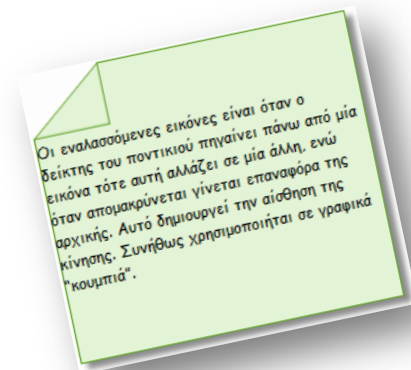 Οι εναλασσόμενες εικόνες είναι όταν ο
δείκτης του ποντικιού πηγαίνει πάνω από μία
εικόνα τότε αυτή αλλάζει σε μία άλλη, ενώ
όταν απομακρύνεται γίνεται επαναφόρα της
αρχικής. Αυτό δημιουργεί την αίσθηση της
κίνησης. Συνήθως χρησιμοποιήται σε γραφικά
"κουμπιά".